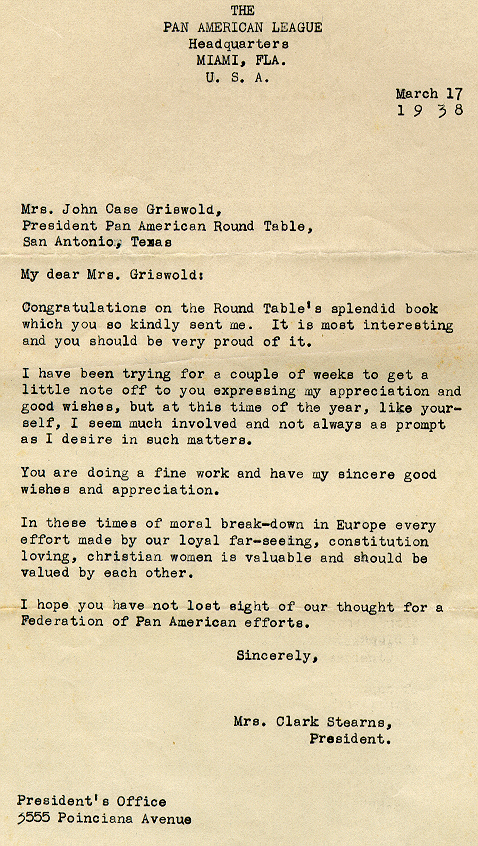 THE
PAN AMERICAN LEAGUE
Headquarters
MIAMI, FLA.
U. S. A.
March 17
1 9 3 8
Mrs. John Case Griswold,
President Pan American Round Table,
San Antonio, Texas
My dear Mrs. Griswold:
Congratulations on the Round Table's splendid book
which you so kindly sent me. It is most interesting
and you should be very proud of it.
I have been trying for a couple of weeks to get a
little note off to you expressing my appreciation and
good wishes, but at this time of the year, like your-
self, I seem much involved and not always as prompt
as I desire in such matters.
You are doing a fine work and have my sincere good
wishes and appreciation.
In these times of moral break-down in Europe every
effort made by our loyal far-seeing, constitution
loving, christian women is valuable and should be
valued by each other.
I hope you have not lost sight of our thought for a
Federation of Pan American efforts.
Sincerely,
Mrs. Clark Stearns,
President.
President's Office
3555 Poinciana Avenue